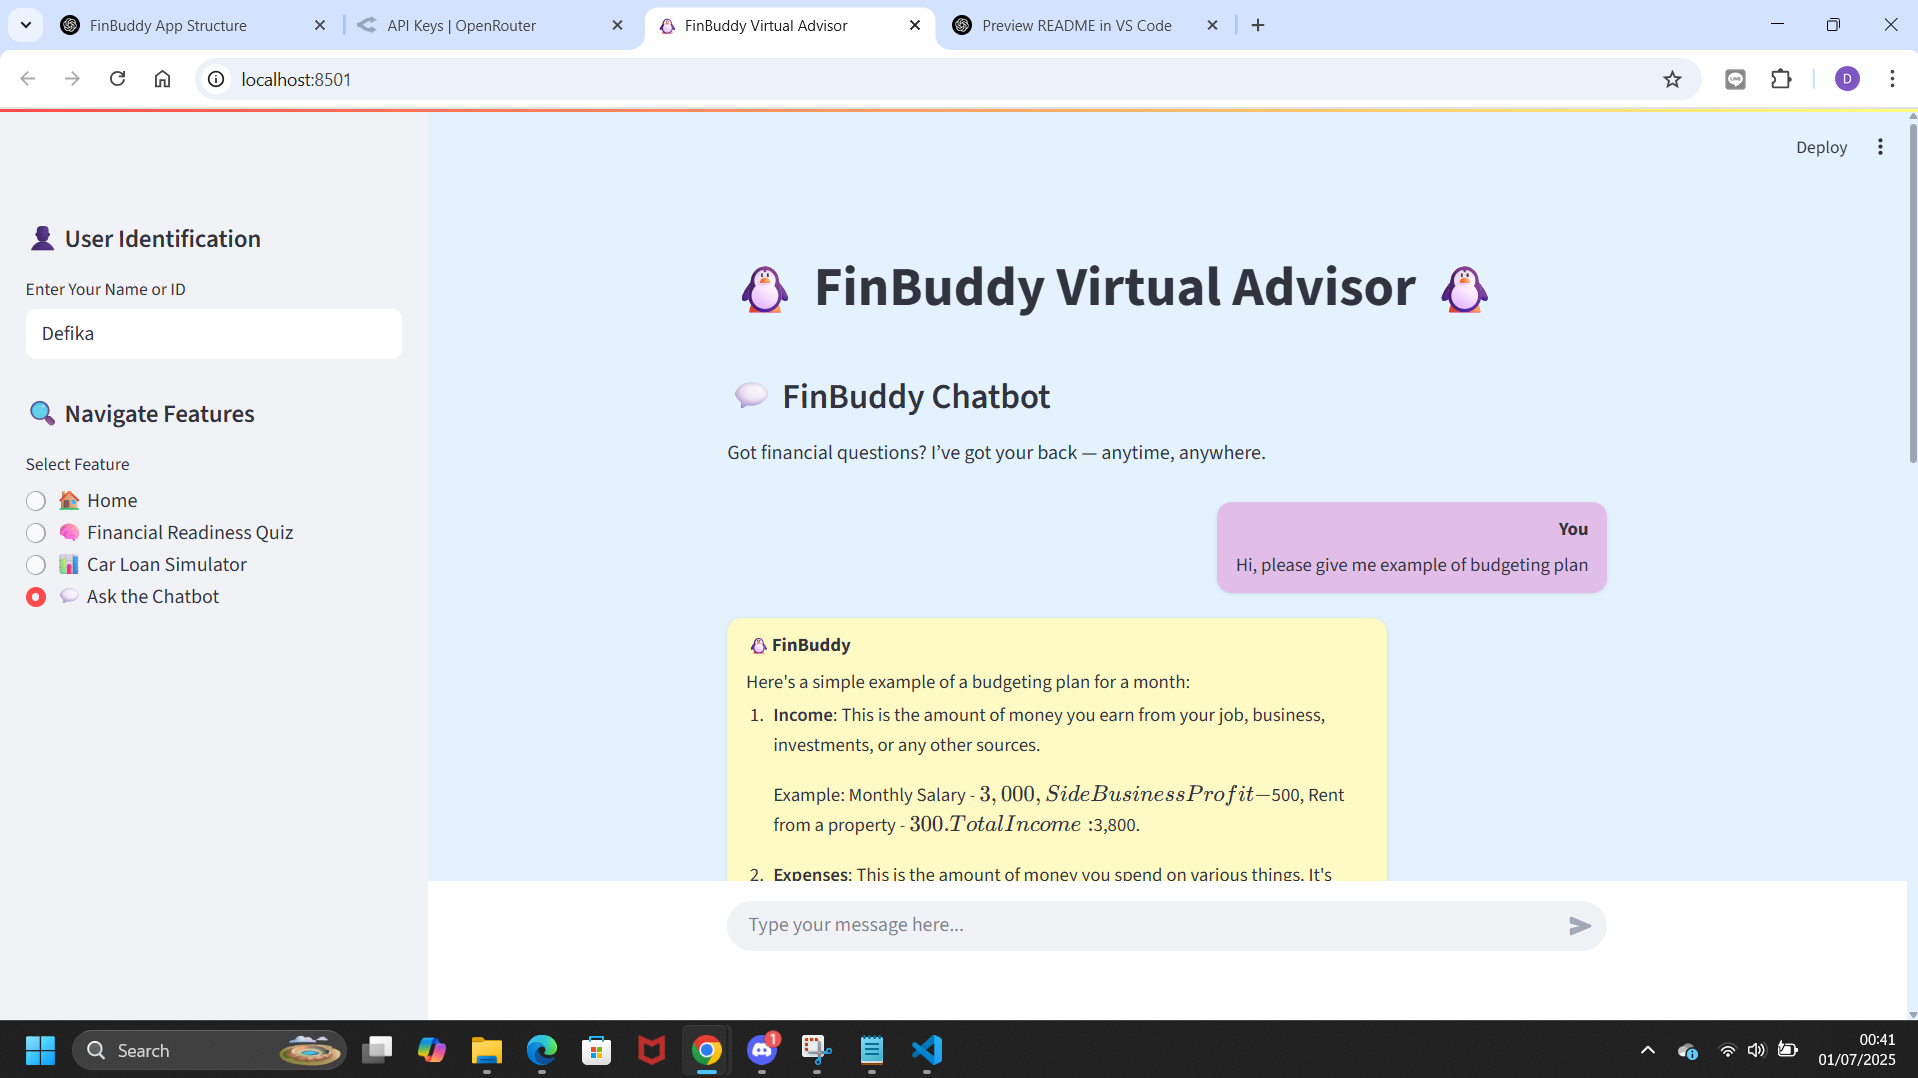 FinBuddy App Structure
API Keys | OpenRouter
FinBuddy Virtual Advisor
Preview README in VS Code
localhost:8501
D
Deploy
User Identification
Enter Your Name or ID
Defika
Navigate Features
Select Feature
Home
Financial Readiness Quiz
Car Loan Simulator
Ask the Chatbot
FinBuddy Virtual Advisor
FinBuddy Chatbot
Got financial questions? I’ve got your back — anytime, anywhere.
You
Hi, please give me example of budgeting plan
FinBuddy
Here's a simple example of a budgeting plan for a month:
1. Income: This is the amount of money you earn from your job, business,
investments, or any other sources.
Example: Monthly Salary - 3,000, SideBusinessProfit−500, Rent
from a property - 300.TotalIncome :3,800.
2. Expenses: This is the amount of money you spend on various things. It's
Type your message here...
Search
1
00:41
01/07/2025